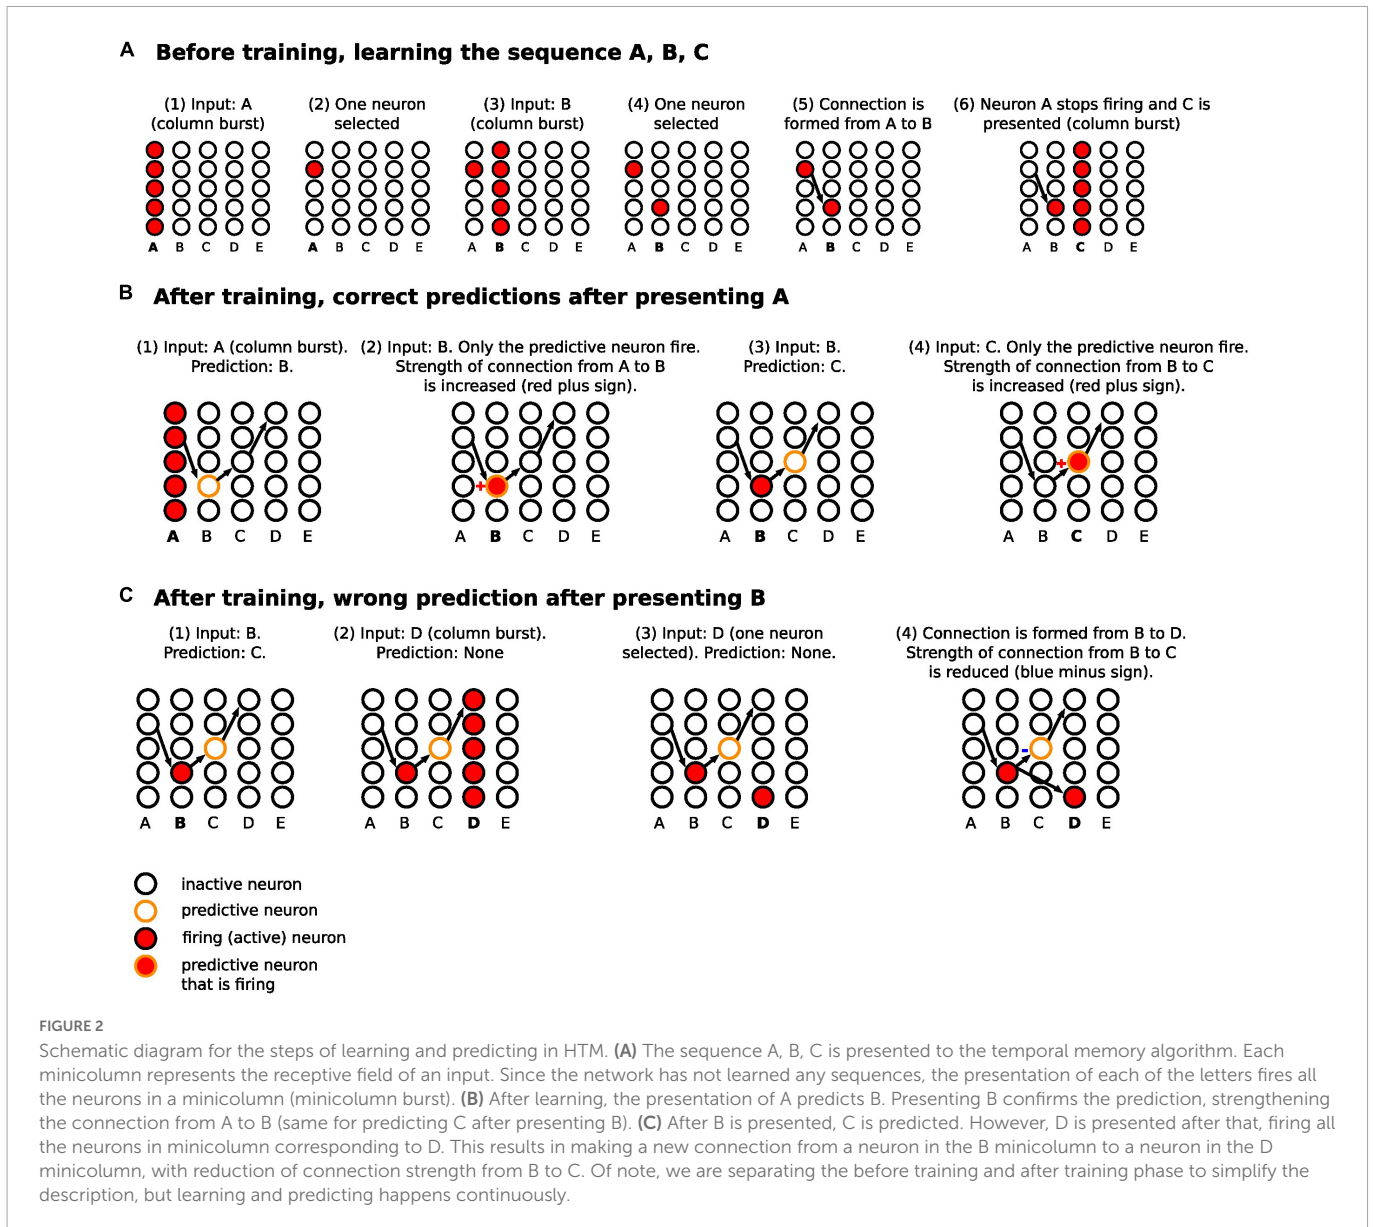 A Before training, learning the sequence A, B, C
(1) Input: A
(column burst)
(2) One neuron
selected
(3) Input: B
(column burst)
(4) One neuron
selected
(5) Connection is
formed from A to B
(6) Neuron A stops firing and C is
presented (column burst)
A B C D E
A B C D E
A B C D E
A B C D E
A B C D E
A B C D E
B After training, correct predictions after presenting A
(1) Input: A (column burst).
Prediction: B.
(2) Input: B. Only the predictive neuron fire.
Strength of connection from A to B
is increased (red plus sign).
(3) Input: B.
Prediction: C.
(4) Input: C. Only the predictive neuron fire.
Strength of connection from B to C
is increased (red plus sign).
+
+
A B C D E
A B C D E
A B C D E
A B C D E
C After training, wrong prediction after presenting B
(1) Input: B.
Prediction: C.
(2) Input: D (column burst).
Prediction: None
(3) Input: D (one neuron
selected). Prediction: None.
(4) Connection is formed from B to D.
Strength of connection from B to C
is reduced (blue minus sign).
-
A B C D E
A B C D E
A B C D E
A B C D E
inactive neuron
predictive neuron
firing (active) neuron
predictive neuron
that is firing
FIGURE 2
Schematic diagram for the steps of learning and predicting in HTM. (A) The sequence A, B, C is presented to the temporal memory algorithm. Each
minicolumn represents the receptive field of an input. Since the network has not learned any sequences, the presentation of each of the letters fires all
the neurons in a minicolumn (minicolumn burst). (B) After learning, the presentation of A predicts B. Presenting B confirms the prediction, strengthening
the connection from A to B (same for predicting C after presenting B). (C) After B is presented, C is predicted. However, D is presented after that, firing all
the neurons in minicolumn corresponding to D. This results in making a new connection from a neuron in the B minicolumn to a neuron in the D
minicolumn, with reduction of connection strength from B to C. Of note, we are separating the before training and after training phase to simplify the
description, but learning and predicting happens continuously.